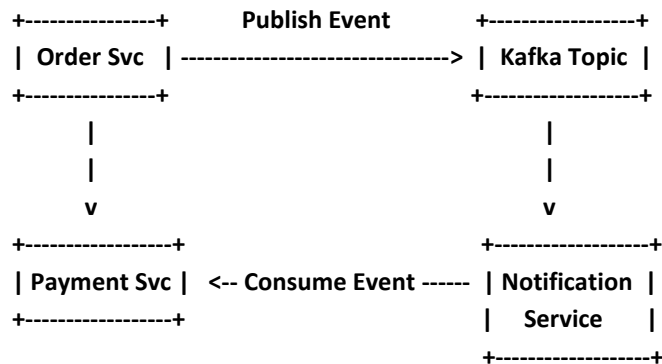 +----------------+ Publish Event +------------------+
| Order Svc | ---------------------------------> | Kafka Topic |
+----------------+ +-------------------+
| |
| |
v v
+------------------+ +-------------------+
| Payment Svc | <-- Consume Event ------ | Notification |
+------------------+ | Service |
+-------------------+